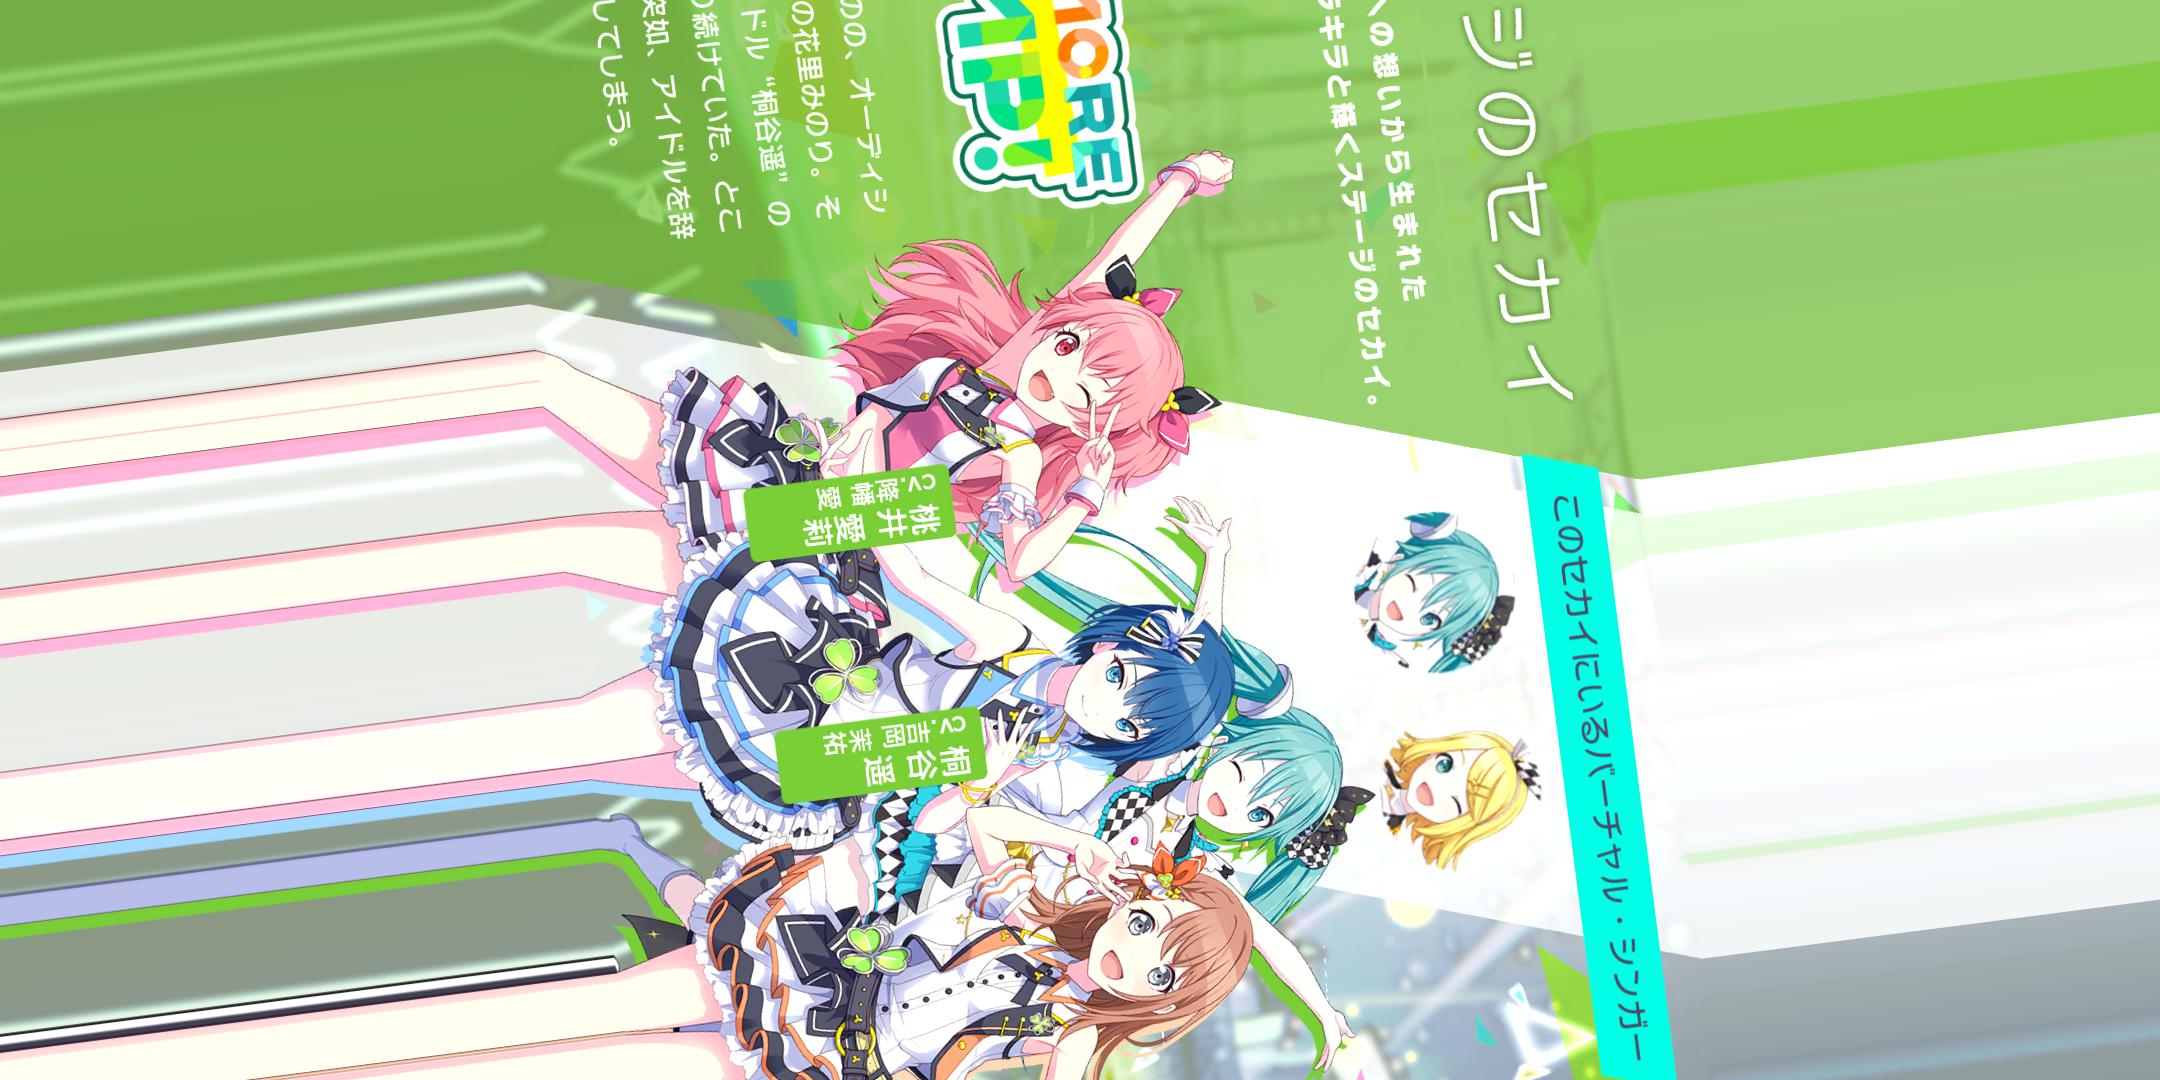 ジのセカイ
の想いから生まれた
ラキラと輝くステージのセカイ。
MORE
のの、オーディシ
の花里みのり。そ
ドル“桐谷遥”の
続けていた。とこ
突如、アイドルを辞
してしまう。
桃井愛莉
cv.降幡 愛
桐谷遥
cv.吉岡 茉祐
このセカイにいるバーチャル・シンガー